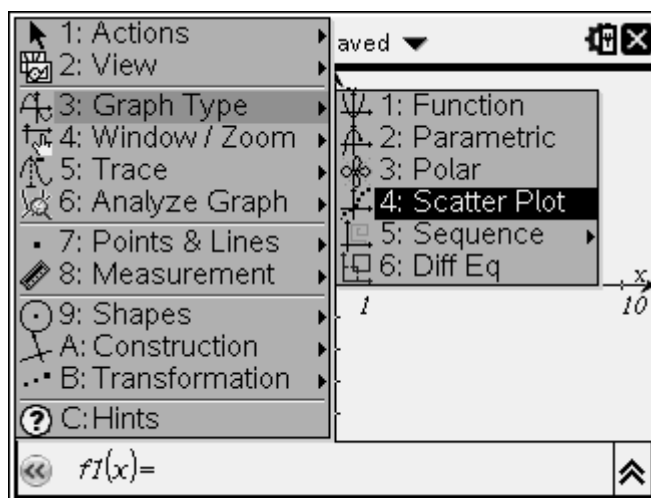 1: Actions
2: View
3: Graph Type
4: Window / Zoom
5: Trace
6: Analyze Graph
7: Points & Lines
8: Measurement
9: Shapes
A: Construction
B: Transformation
C: Hints
aved
1: Function
2: Parametric
3: Polar
4: Scatter Plot
5: Sequence
6: Diff Eq
x
1
10
f1(x)=